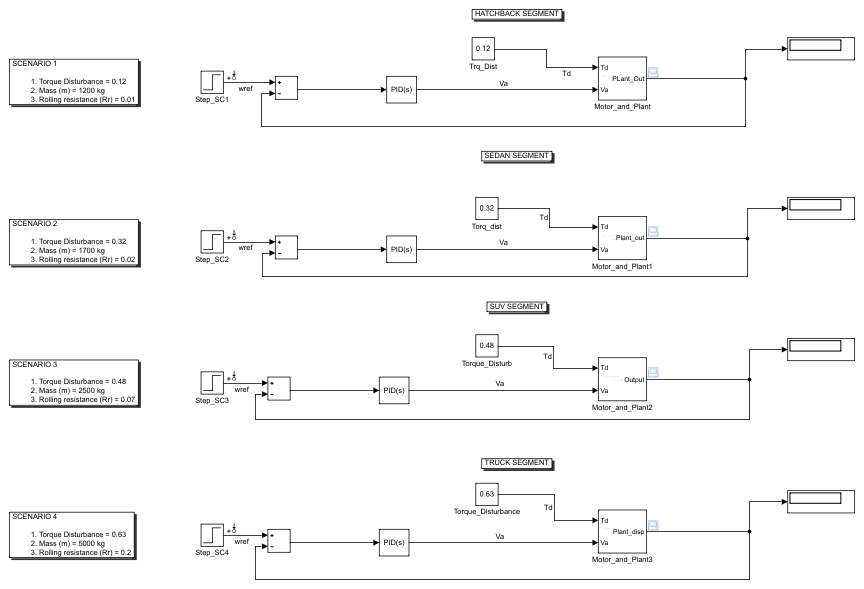 HATCHBACK SEGMENT
SCENARIO 1
1. Torque Disturbance = 0.12
2. Mass (m) = 1200 kg
3. Rolling resistance (Rr) = 0.01
Step_SC1
wref
+
−
PID(s)
0.12
Trq_Dist
Td
Va
Td
PLant_Out
Va
Motor_and_Plant
SEDAN SEGMENT
SCENARIO 2
1. Torque Disturbance = 0.32
2. Mass (m) = 1700 kg
3. Rolling resistance (Rr) = 0.02
Step_SC2
wref
+
−
PID(s)
0.32
Torq_dist
Td
Va
Td
Plant_out
Va
Motor_and_Plant1
SUV SEGMENT
SCENARIO 3
1. Torque Disturbance = 0.48
2. Mass (m) = 2500 kg
3. Rolling resistance (Rr) = 0.07
Step_SC3
wref
+
−
PID(s)
0.48
Torque_Disturb
Td
Va
Td
Output
Va
Motor_and_Plant2
TRUCK SEGMENT
SCENARIO 4
1. Torque Disturbance = 0.63
2. Mass (m) = 5000 kg
3. Rolling resistance (Rr) = 0.2
Step_SC4
wref
+
−
PID(s)
0.63
Torque_Disturbance
Td
Va
Td
Plant_disp
Va
Motor_and_Plant3